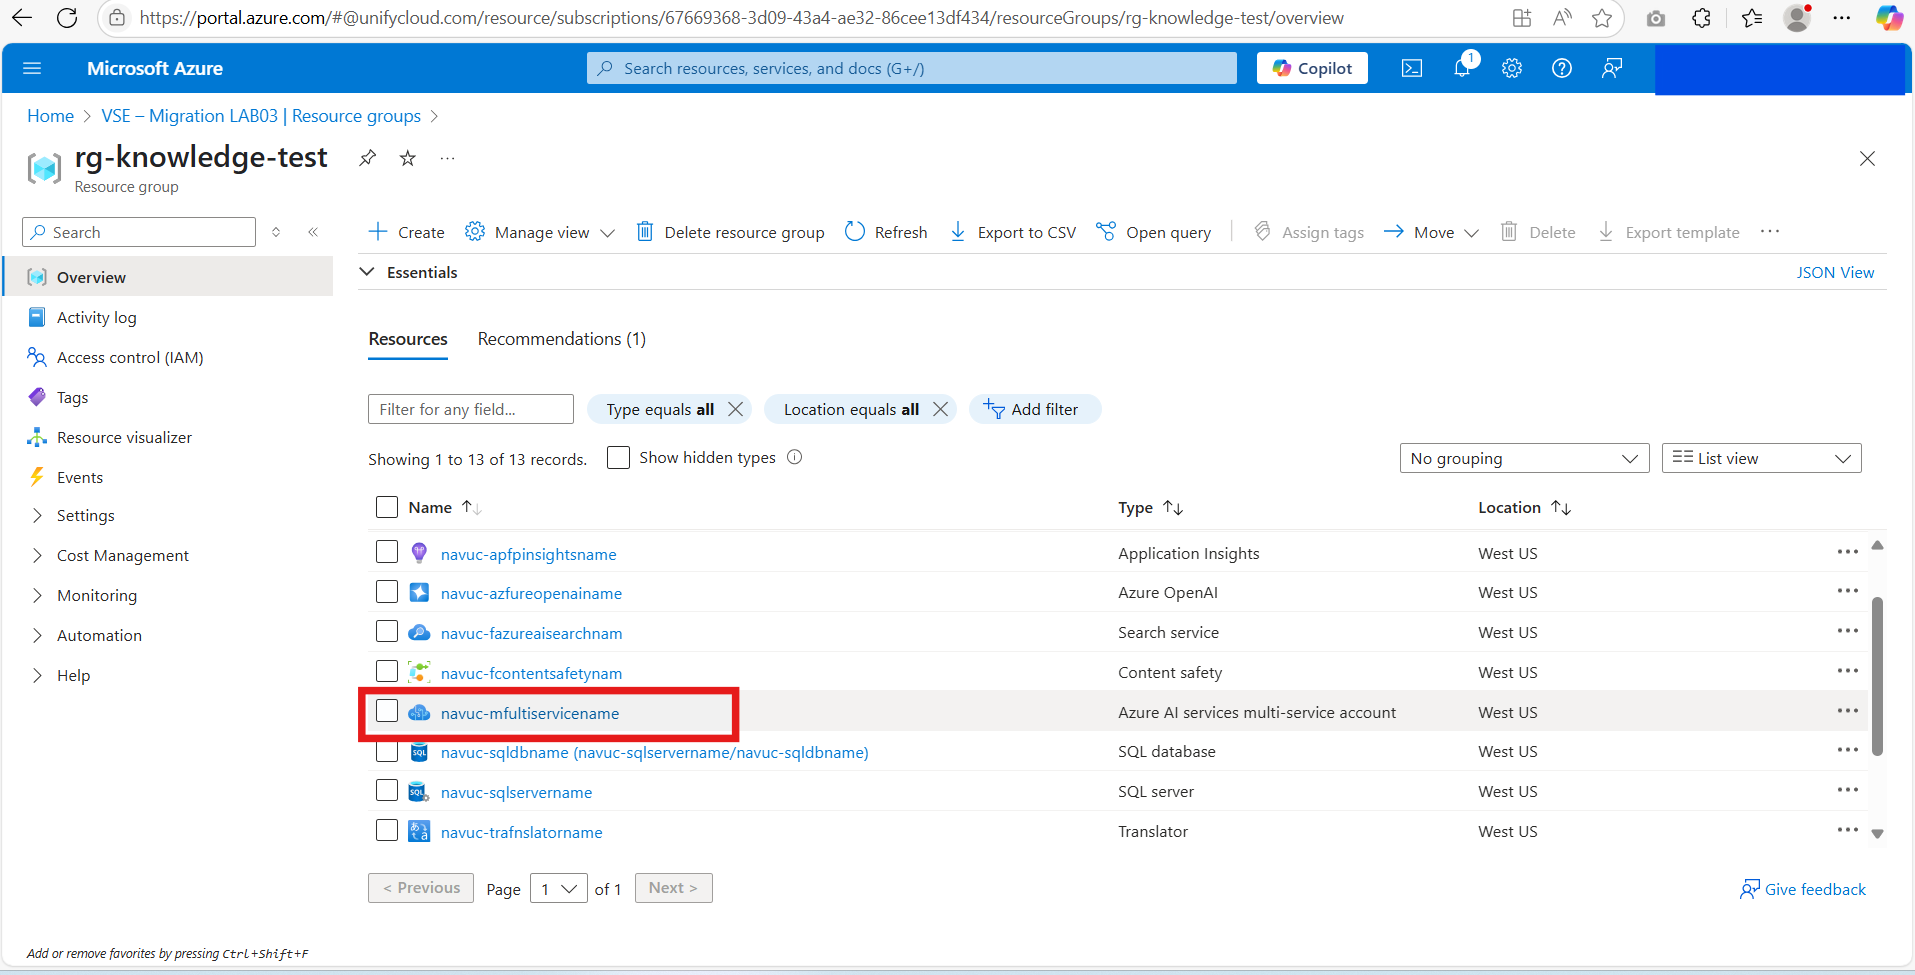 https://portal.azure.com/#@unifycloud.com/resource/subscriptions/67669368-3d09-43a4-ae32-86cee13df434/resourceGroups/rg-knowledge-test/overview
Microsoft Azure
Search resources, services, and docs (G+/)
Copilot
1
Home > VSE – Migration LAB03 | Resource groups >
rg-knowledge-test
Resource group
Search
Create
Manage view
Delete resource group
Refresh
Export to CSV
Open query
Assign tags
Move
Delete
Export template
Overview
Activity log
Access control (IAM)
Tags
Resource visualizer
Events
Settings
Cost Management
Monitoring
Automation
Help
Essentials
JSON View
Resources
Recommendations (1)
Filter for any field...
Type equals all
Location equals all
Add filter
Showing 1 to 13 of 13 records.
Show hidden types
No grouping
List view
Name Type Location
navuc-apfpinsightsname Application Insights West US
navuc-azfureopenainame Azure OpenAI West US
navuc-fazureaisearchnam Search service West US
navuc-fcontentsafetynam Content safety West US
navuc-mfultiservicename Azure AI services multi-service account West US
navuc-sqldbname (navuc-sqlservername/navuc-sqldbname) SQL database West US
navuc-sqlservername SQL server West US
navuc-trafnslatorname Translator West US
< Previous Page 1 of 1 Next >
Give feedback
Add or remove favorites by pressing Ctrl+Shift+F